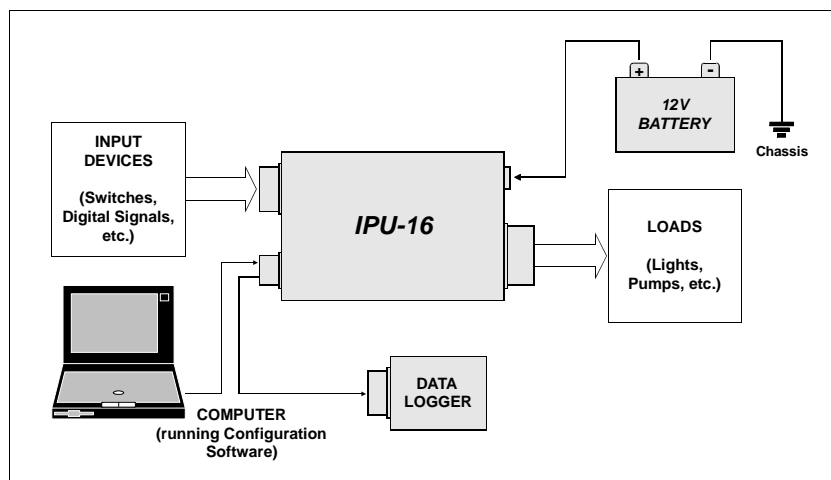 +
-
12V
BATTERY
Chassis
INPUT
DEVICES
(Switches,
Digital Signals,
etc.)
IPU-16
LOADS
(Lights,
Pumps, etc.)
DATA
LOGGER
COMPUTER
(running Configuration
Software)